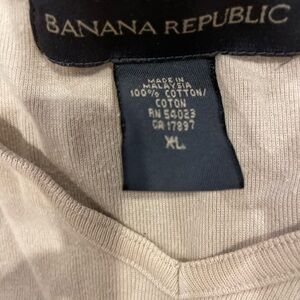 BANANA REPUBLIC
MADE IN
MALAYSIA
100% COTTON/
COTON
RN 54023
CA 17897
XL